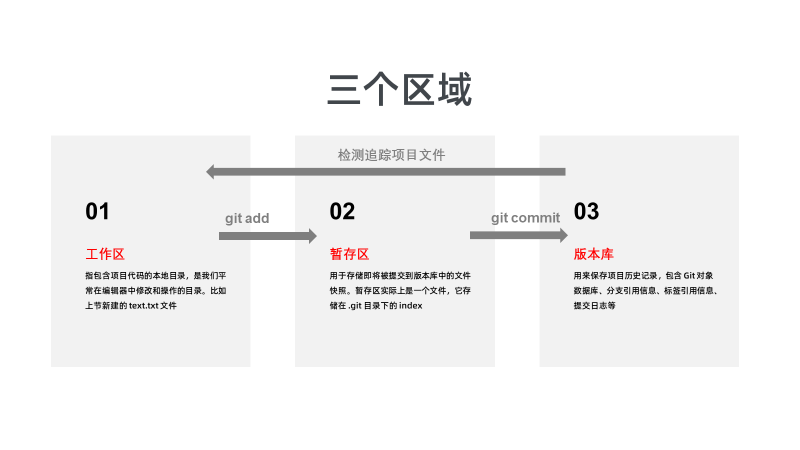 三个区域
检测追踪项目文件
01
git add
02
git commit
03
工作区
指包含项目代码的本地目录，是我们平
常在编辑器中修改和操作的目录。比如
上节新建的 text.txt 文件
暂存区
用于存储即将被提交到版本库中的文件
快照。暂存区实际上是一个文件，它存
储在 .git 目录下的 index
版本库
用来保存项目历史记录，包含 Git 对象
数据库、分支引用信息、标签引用信息、
提交日志等